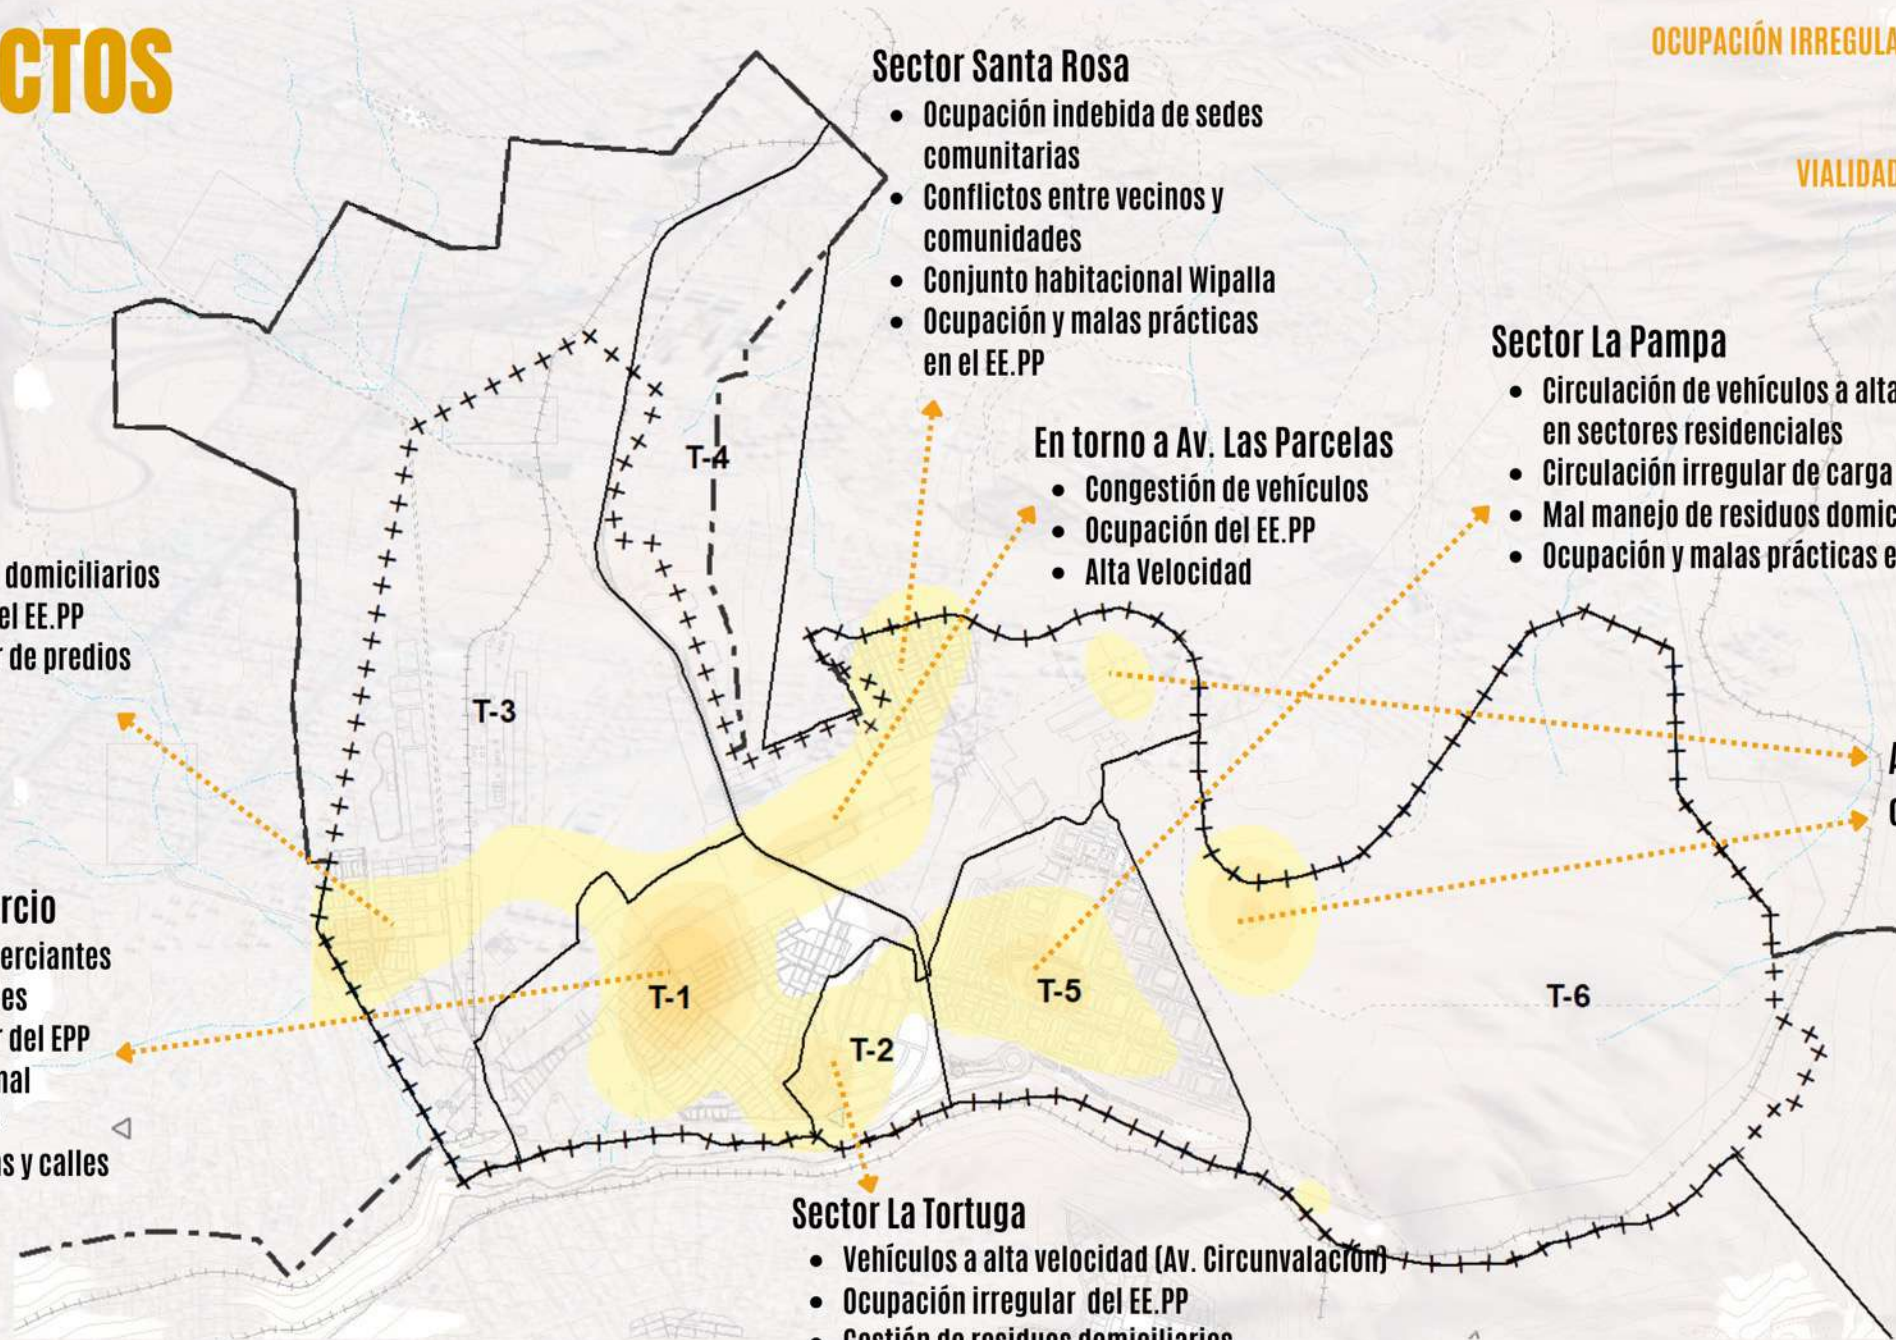 CTOS
OCUPACIÓN IRREGULA
VIALIDAD
Sector Santa Rosa
• Ocupación indebida de sedes
comunitarias
• Conflictos entre vecinos y
comunidades
• Conjunto habitacional Wipalla
• Ocupación y malas prácticas
en el EE.PP
Sector La Pampa
• Circulación de vehículos a alta
en sectores residenciales
• Circulación irregular de carga
• Mal manejo de residuos domic
• Ocupación y malas prácticas e
En torno a Av. Las Parcelas
• Congestión de vehículos
• Ocupación del EE.PP
• Alta Velocidad
domiciliarios
el EE.PP
r de predios
rcio
erciantes
es
r del EPP
nal
s y calles
T-4
T-3
T-1
T-2
T-5
T-6
Sector La Tortuga
• Vehículos a alta velocidad (Av. Circunvalación)
• Ocupación irregular del EE.PP
• Gestión de residuos domiciliarios